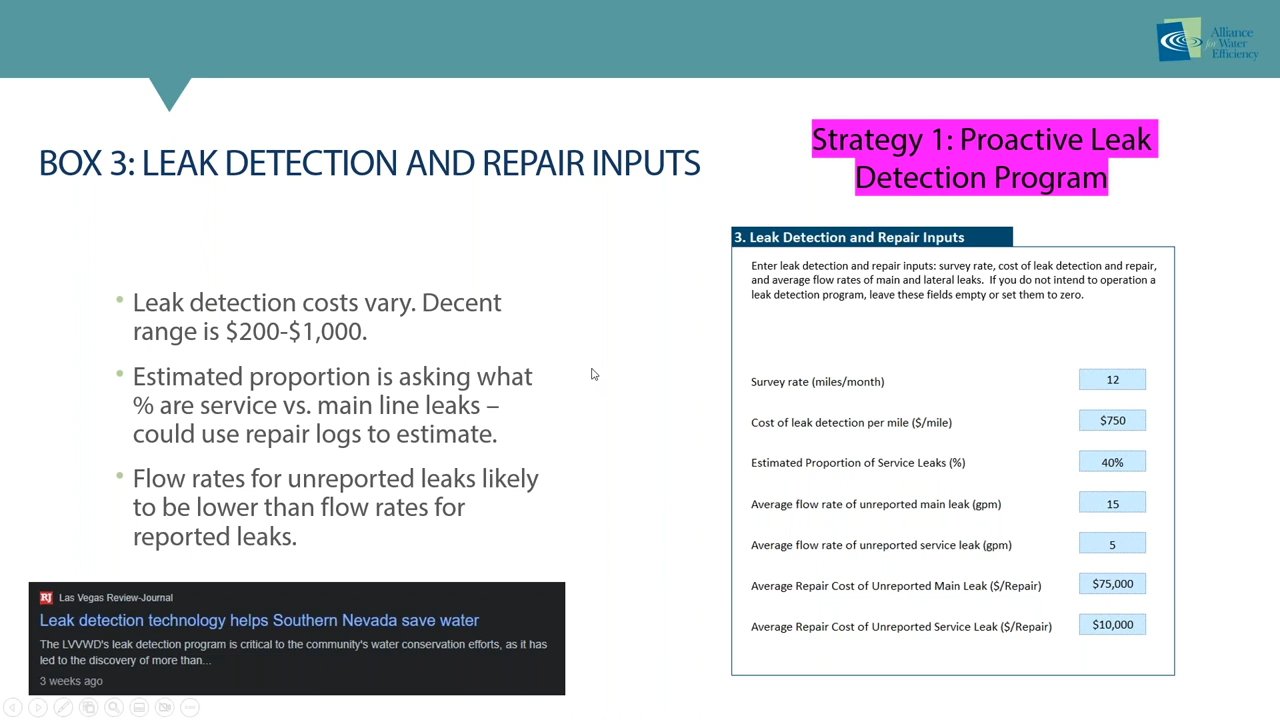 Alliance
for Water
Efficiency
BOX 3: LEAK DETECTION AND REPAIR INPUTS
Strategy 1: Proactive Leak
Detection Program
• Leak detection costs vary. Decent
range is $200-$1,000.
• Estimated proportion is asking what
% are service vs. main line leaks –
could use repair logs to estimate.
• Flow rates for unreported leaks likely
to be lower than flow rates for
reported leaks.
RJ Las Vegas Review-Journal
Leak detection technology helps Southern Nevada save water
The LVVWD's leak detection program is critical to the community's water conservation efforts, as it has
led to the discovery of more than...
3 weeks ago
3. Leak Detection and Repair Inputs
Enter leak detection and repair inputs: survey rate, cost of leak detection and repair,
and average flow rates of main and lateral leaks. If you do not intend to operation a
leak detection program, leave these fields empty or set them to zero.
Survey rate (miles/month) 12
Cost of leak detection per mile ($/mile) $750
Estimated Proportion of Service Leaks (%) 40%
Average flow rate of unreported main leak (gpm) 15
Average flow rate of unreported service leak (gpm) 5
Average Repair Cost of Unreported Main Leak ($/Repair) $75,000
Average Repair Cost of Unreported Service Leak ($/Repair) $10,000